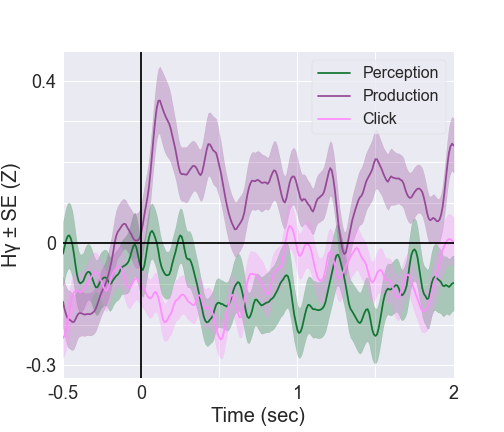 Perception
Production
Click
0.4
0
-0.3
Hγ ± SE (Z)
-0.5
0
1
2
Time (sec)